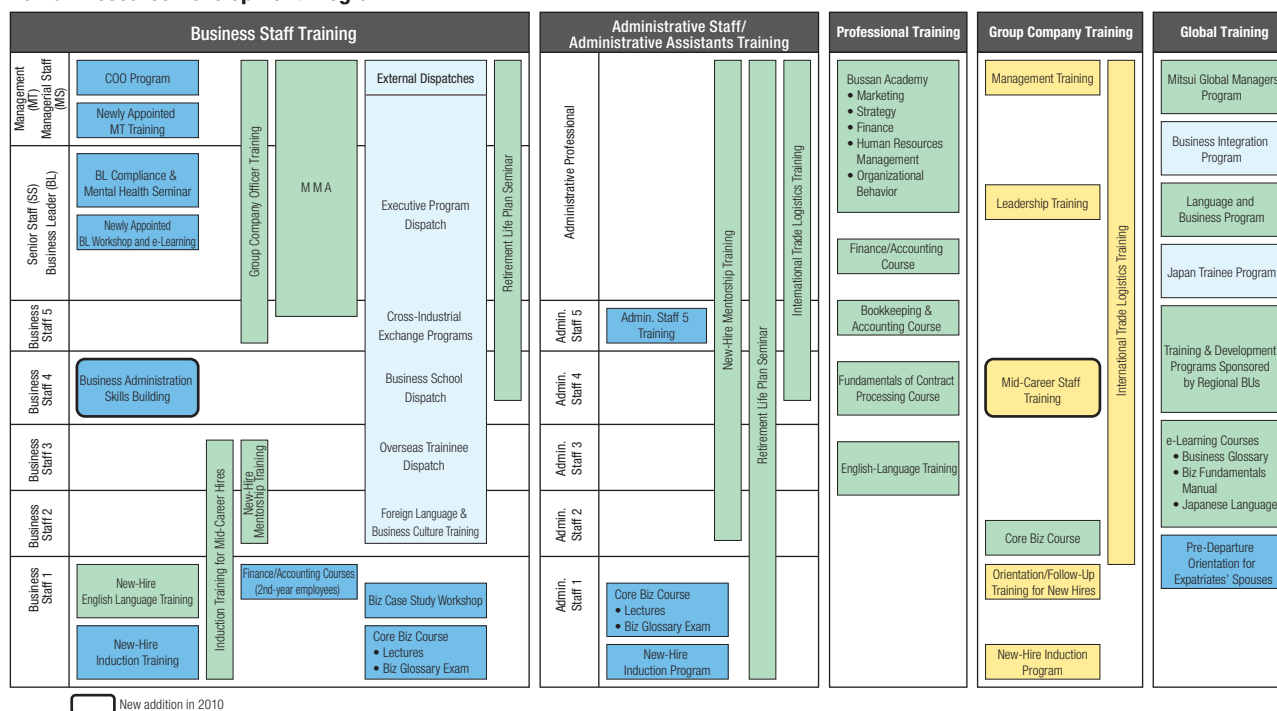 Business Staff Training
Management
(MT)
Managerial Staff
(MS)
Senior Staff (SS)
Business Leader (BL)
Business
Staff 5
Business
Staff 4
Business
Staff 3
Business
Staff 2
Business
Staff 1
COO Program
Newly Appointed
MT Training
BL Compliance &
Mental Health Seminar
Newly Appointed
BL Workshop and e-Learning
Business Administration
Skills Building
New-Hire
English Language Training
New-Hire
Induction Training
Induction Training for Mid-Career Hires
Group Company Officer Training
New-Hire
Mentorship Training
Finance/Accounting Courses
(2nd-year employees)
MMA
External Dispatches
Executive Program
Dispatch
Cross-Industrial
Exchange Programs
Business School
Dispatch
Overseas Traininee
Dispatch
Foreign Language &
Business Culture Training
Biz Case Study Workshop
Core Biz Course
• Lectures
• Biz Glossary Exam
Retirement Life Plan Seminar
Administrative Staff/
Administrative Assistants Training
Administrative Professional
Admin.
Staff 5
Admin.
Staff 4
Admin.
Staff 3
Admin.
Staff 2
Admin.
Staff 1
Admin. Staff 5
Training
Core Biz Course
• Lectures
• Biz Glossary Exam
New-Hire
Induction Program
New-Hire Mentorship Training
Retirement Life Plan Seminar
International Trade Logistics Training
Professional Training
Bussan Academy
• Marketing
• Strategy
• Finance
• Human Resources
Management
• Organizational
Behavior
Finance/Accounting
Course
Bookkeeping &
Accounting Course
Fundamentals of Contract
Processing Course
English-Language Training
Group Company Training
Management Training
Leadership Training
Mid-Career Staff
Training
Core Biz Course
Orientation/Follow-Up
Training for New Hires
New-Hire Induction
Program
International Trade Logistics Training
Global Training
Mitsui Global Managers
Program
Business Integration
Program
Language and
Business Program
Japan Trainee Program
Training & Development
Programs Sponsored
by Regional BUs
e-Learning Courses
• Business Glossary
• Biz Fundamentals
Manual
• Japanese Language
Pre-Departure
Orientation for
Expatriates' Spouses
New addition in 2010